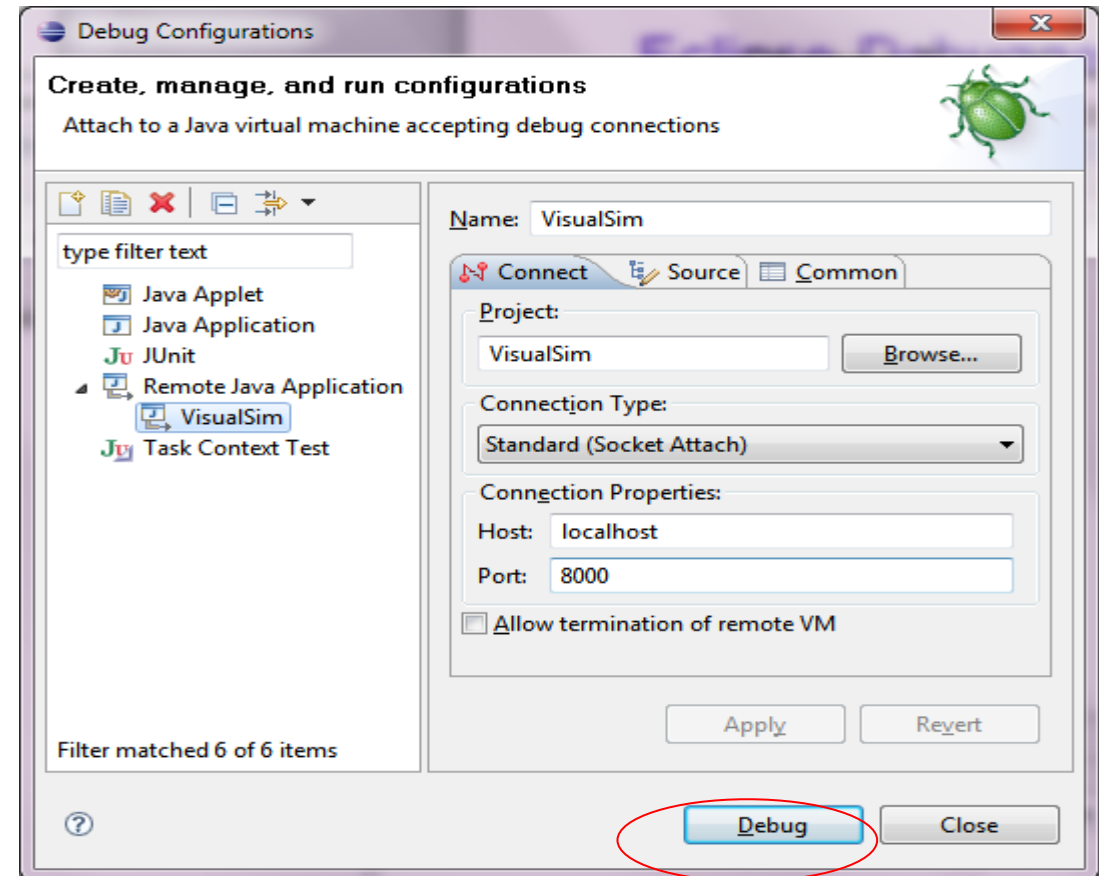 Debug Configurations
Create, manage, and run configurations
Attach to a Java virtual machine accepting debug connections
type filter text
Java Applet
Java Application
Ju JUnit
Remote Java Application
VisualSim
Ju Task Context Test
Filter matched 6 of 6 items
Name: VisualSim
Connect Source Common
Project:
VisualSim Browse...
Connection Type:
Standard (Socket Attach)
Connection Properties:
Host: localhost
Port: 8000
Allow termination of remote VM
Apply Revert
Debug Close